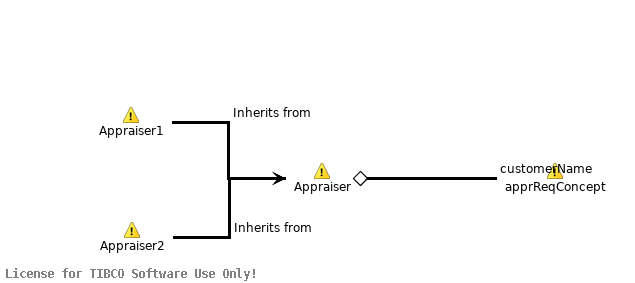 Inherits from
Appraiser1
customerName
Appraiser
apprReqConcept
Inherits from
Appraiser2
License for TIBCO Software Use Only!